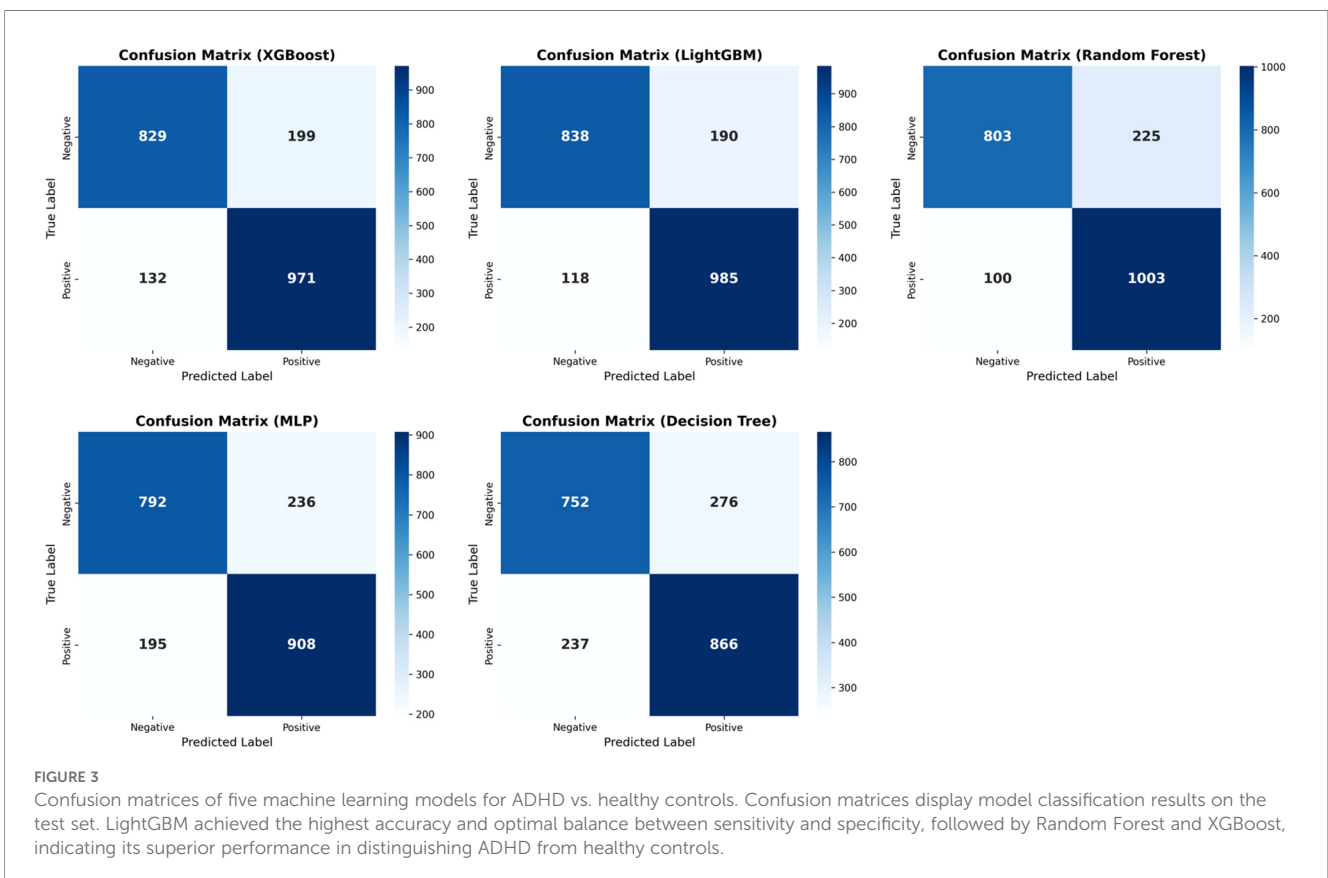 Confusion Matrix (XGBoost)
Negative
829
199
900
800
700
600
500
400
300
200
True Label
Positive
132
971
Negative
Positive
Predicted Label
Confusion Matrix (LightGBM)
Negative
838
190
900
800
700
600
500
400
300
200
True Label
Positive
118
985
Negative
Positive
Predicted Label
Confusion Matrix (Random Forest)
Negative
803
225
1000
800
600
400
200
True Label
Positive
100
1003
Negative
Positive
Predicted Label
Confusion Matrix (MLP)
Negative
792
236
900
800
700
600
500
400
300
200
True Label
Positive
195
908
Negative
Positive
Predicted Label
Confusion Matrix (Decision Tree)
Negative
752
276
800
700
600
500
400
300
True Label
Positive
237
866
Negative
Positive
Predicted Label
FIGURE 3
Confusion matrices of five machine learning models for ADHD vs. healthy controls. Confusion matrices display model classification results on the
test set. LightGBM achieved the highest accuracy and optimal balance between sensitivity and specificity, followed by Random Forest and XGBoost,
indicating its superior performance in distinguishing ADHD from healthy controls.